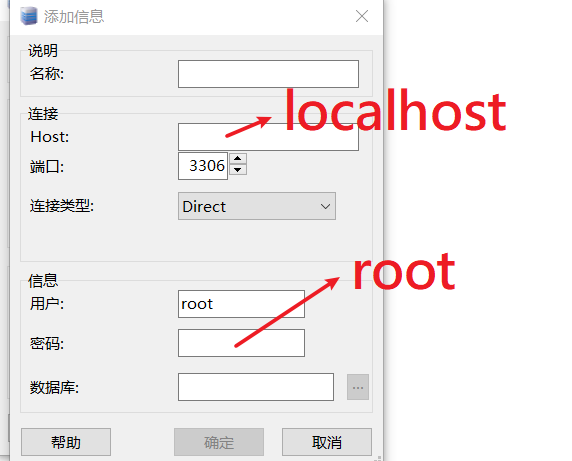 添加信息
说明
名称:
localhost
连接
Host:
端口: 3306
连接类型: Direct
root
信息
用户: root
密码:
数据库: ...
帮助 确定 取消